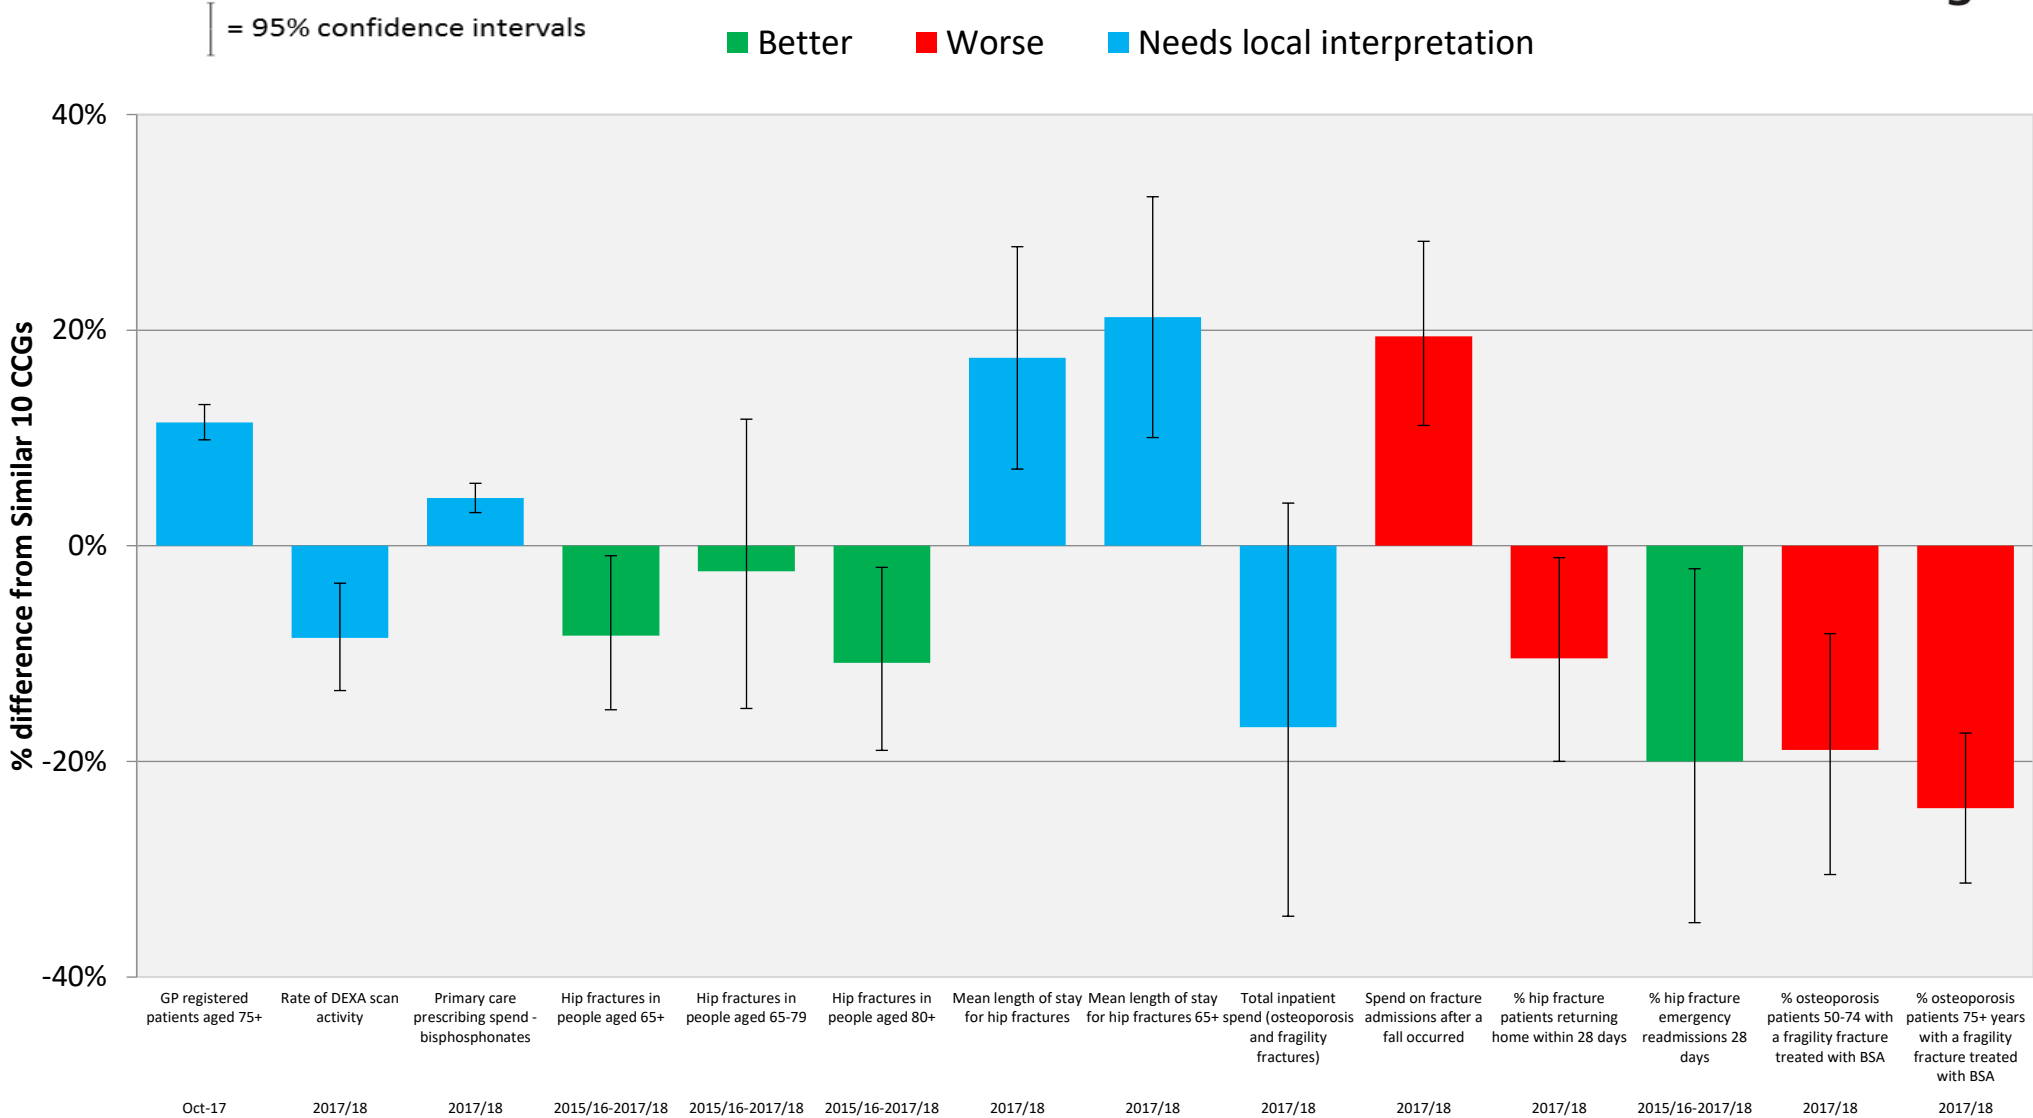 = 95% confidence intervals
Better
Worse
Needs local interpretation
% difference from Similar 10 CCGs
40%
20%
0%
-20%
-40%
GP registered
patients aged 75+
Oct-17
Rate of DEXA scan
activity
2017/18
Primary care
prescribing spend -
bisphosphonates
2017/18
Hip fractures in
people aged 65+
2015/16-2017/18
Hip fractures in
people aged 65-79
2015/16-2017/18
Hip fractures in
people aged 80+
2015/16-2017/18
Mean length of stay
for hip fractures
2017/18
Mean length of stay
for hip fractures 65+
2017/18
Total inpatient
spend (osteoporosis
and fragility
fractures)
2017/18
Spend on fracture
admissions after a
fall occurred
2017/18
% hip fracture
patients returning
home within 28 days
2017/18
% hip fracture
emergency
readmissions 28
days
2015/16-2017/18
% osteoporosis
patients 50-74 with
a fragility fracture
treated with BSA
2017/18
% osteoporosis
patients 75+ years
with a fragility
fracture treated
with BSA
2017/18